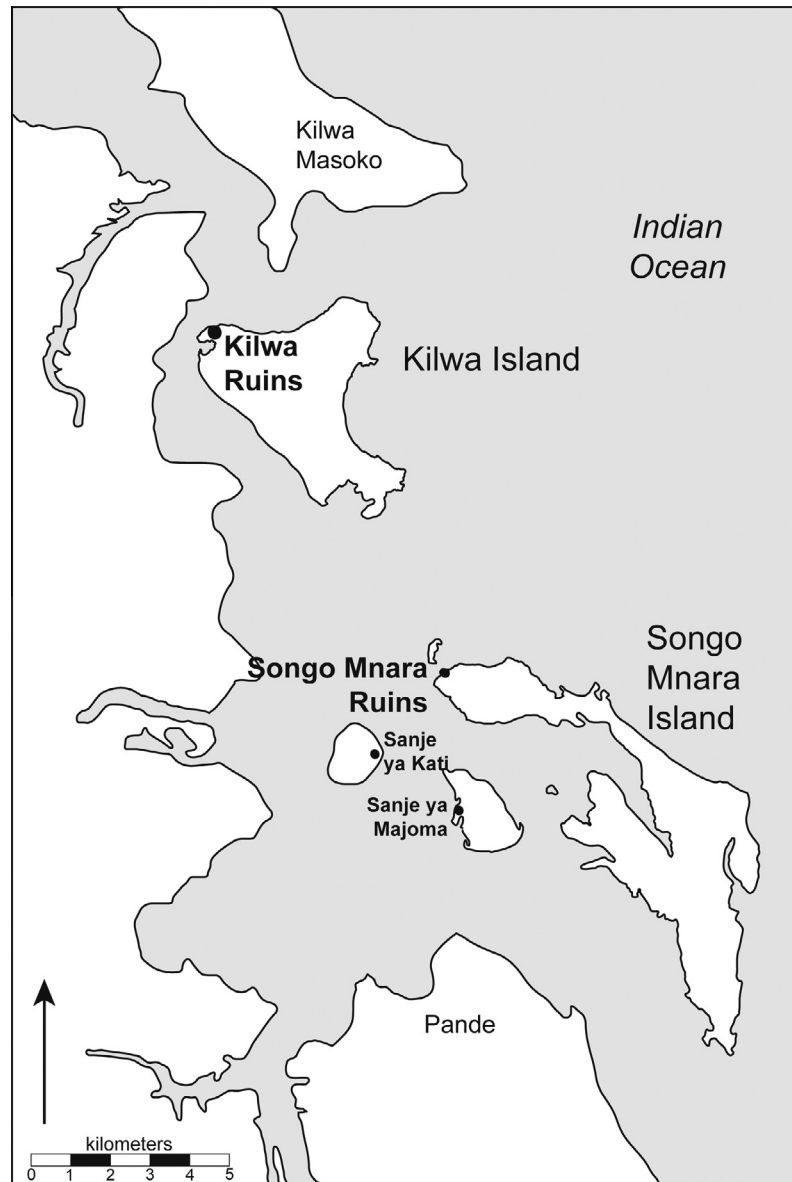 Kilwa
Masoko
Indian
Ocean
Kilwa
Ruins
Kilwa Island
Songo Mnara
Ruins
Songo
Mnara
Island
Sanje
ya Kati
Sanje ya
Majoma
Pande
kilometers
0 1 2 3 4 5